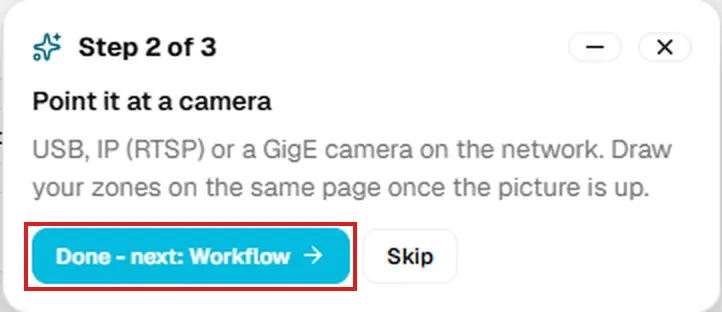 Step 2 of 3
Point it at a camera
USB, IP (RTSP) or a GigE camera on the network. Draw
your zones on the same page once the picture is up.
Done - next: Workflow →
Skip